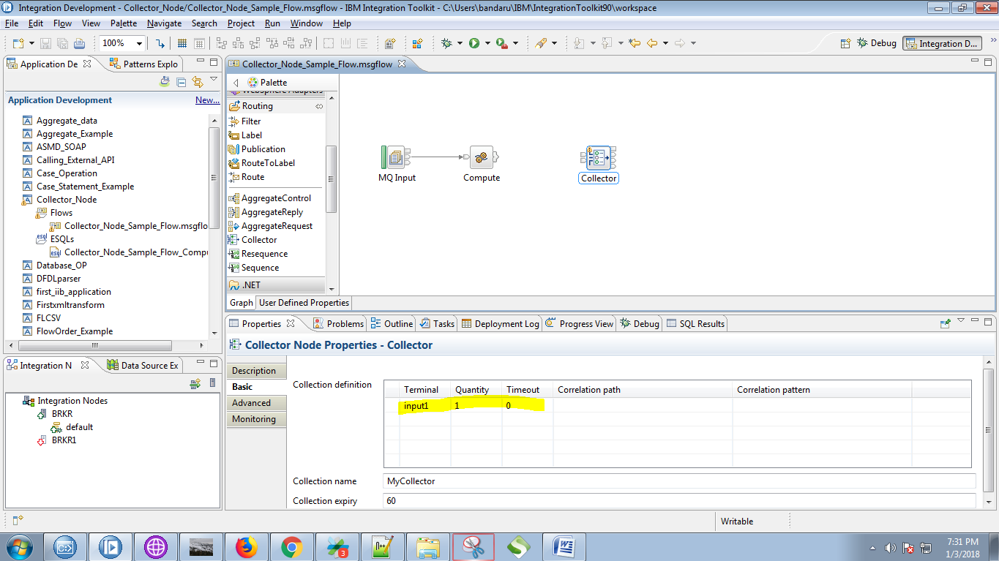 Integration Development - Collector_Node/Collector_Node_Sample_Flow.msgflow - IBM Integration Toolkit - C:\Users\bandaru\IBM\IntegrationToolkit90\workspace
File Edit Flow View Palette Navigate Search Project Run Window Help
100% Debug Integration D...
Application De Patterns Explo
Application Development New...
Aggregate_data
Aggregate_Example
ASMD_SOAP
Calling_External_API
Case_Operation
Case_Statement_Example
Collector_Node
Flows
Collector_Node_Sample_Flow.msgflo
ESQLs
esql Collector_Node_Sample_Flow_Compu
Database_OP
DFDLparser
first_iib_application
Firstxmltransform
FLCSV
FlowOrder_Example
Integration N Data Source Ex
Integration Nodes
BRKR
default
BRKR1
Collector_Node_Sample_Flow.msgflow
Palette
WebSphere Adapters
Routing
Filter
Label
Publication
RouteToLabel
Route
AggregateControl
AggregateReply
AggregateRequest
Collector
Resequence
Sequence
.NET
MQ Input Compute Collector
Graph User Defined Properties
Properties Problems Outline Tasks Deployment Log Progress View Debug SQL Results
Collector Node Properties - Collector
Description
Basic
Advanced
Monitoring
Collection definition
Terminal Quantity Timeout Correlation path Correlation pattern
input1 1 0
Collection name MyCollector
Collection expiry 60
Writable
3
7:31 PM
1/3/2018